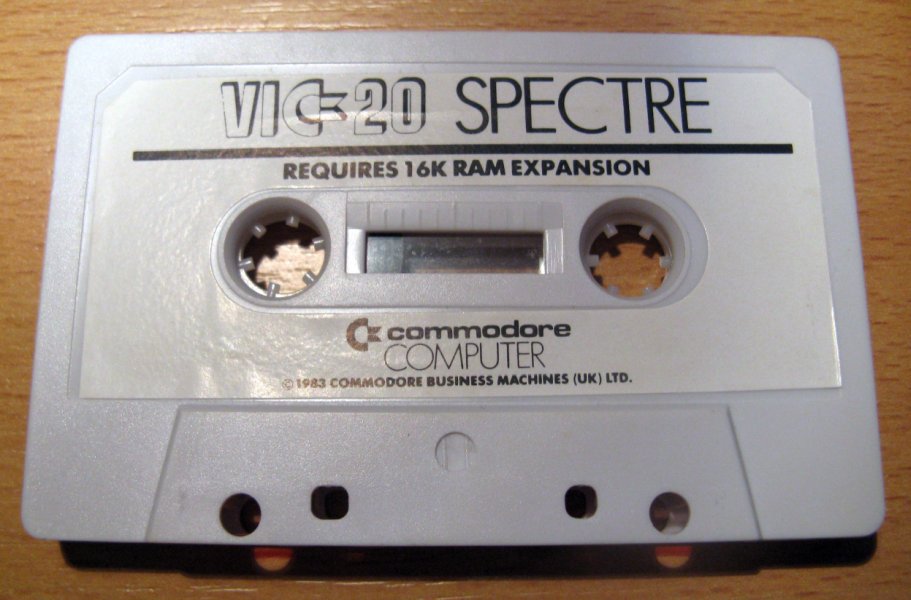 VIC-20 SPECTRE
REQUIRES 16K RAM EXPANSION
commodore
COMPUTER
©1983 COMMODORE BUSINESS MACHINES (UK) LTD.